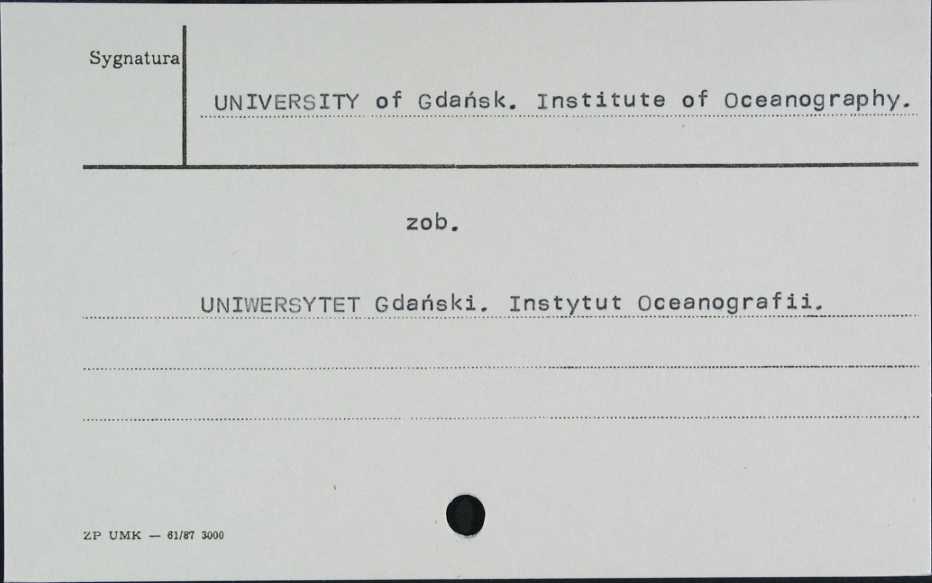 Sygnatura
UNIVERSITY of Gdańsk. Institute of Oceanography.
zob.
UNIWERSYTET Gdański. Instytut Oceanografii.
ZP UMK — 61/87 3000